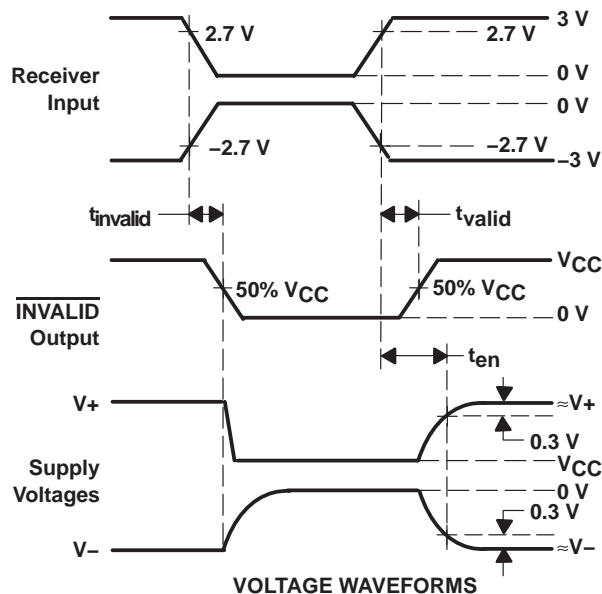 3 V
2.7 V
2.7 V
Receiver
Input
0 V
0 V
–2.7 V
–2.7 V
–3 V
tinvalid
tvalid
VCC
50% VCC
50% VCC
INVALID
Output
0 V
ten
V+
≈V+
0.3 V
Supply
Voltages
VCC
0 V
0.3 V
V–
≈V–
VOLTAGE WAVEFORMS